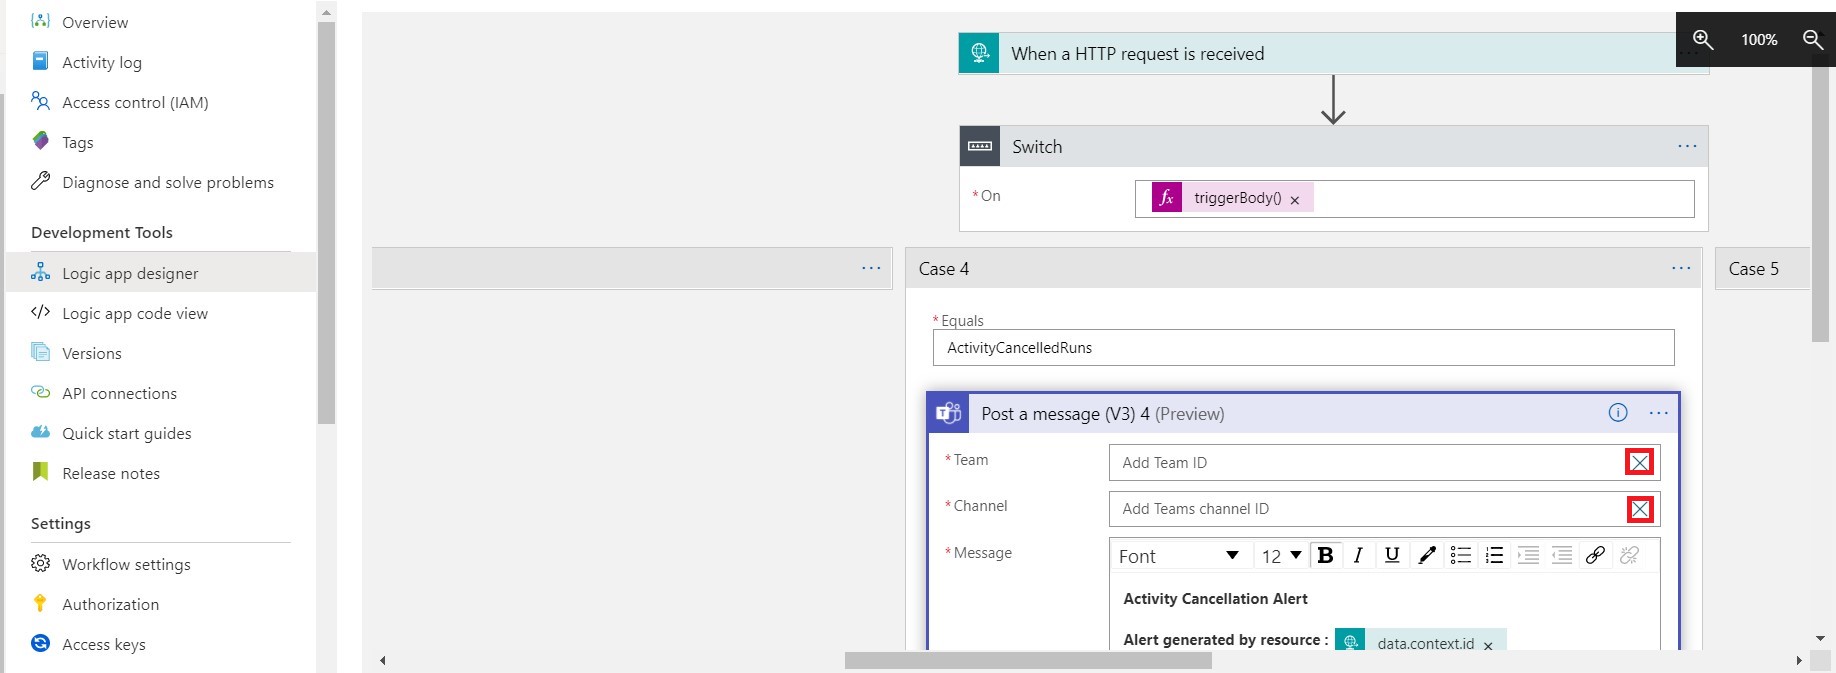 Overview
Activity log
Access control (IAM)
Tags
Diagnose and solve problems
Development Tools
Logic app designer
Logic app code view
Versions
API connections
Quick start guides
Release notes
Settings
Workflow settings
Authorization
Access keys
When a HTTP request is received
100%
Switch
* On
fx triggerBody() ×
Case 4
Case 5
* Equals
ActivityCancelledRuns
Post a message (V3) 4 (Preview)
* Team
Add Team ID
* Channel
Add Teams channel ID
* Message
Font 12 B I U
Activity Cancellation Alert
Alert generated by resource : data.context.id ×